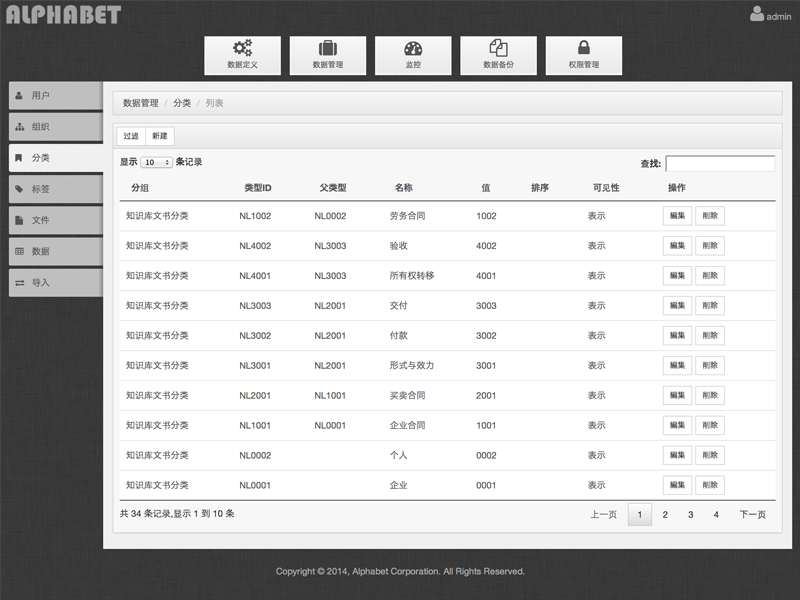 ALPHABET
admin
数据定义 数据管理 监控 数据备份 权限管理
用户
组织
分类
标签
文件
数据
导入
数据管理 / 分类 / 列表
过滤 新建
显示 10 条记录 查找:
分组 类型ID 父类型 名称 值 排序 可见性 操作
知识库文书分类 NL1002 NL0002 劳务合同 1002 表示 編集 削除
知识库文书分类 NL4002 NL3003 验收 4002 表示 編集 削除
知识库文书分类 NL4001 NL3003 所有权转移 4001 表示 編集 削除
知识库文书分类 NL3003 NL2001 交付 3003 表示 編集 削除
知识库文书分类 NL3002 NL2001 付款 3002 表示 編集 削除
知识库文书分类 NL3001 NL2001 形式与效力 3001 表示 編集 削除
知识库文书分类 NL2001 NL1001 买卖合同 2001 表示 編集 削除
知识库文书分类 NL1001 NL0001 企业合同 1001 表示 編集 削除
知识库文书分类 NL0002 个人 0002 表示 編集 削除
知识库文书分类 NL0001 企业 0001 表示 編集 削除
共 34 条记录,显示 1 到 10 条 上一页 1 2 3 4 下一页
Copyright © 2014, Alphabet Corporation. All Rights Reserved.